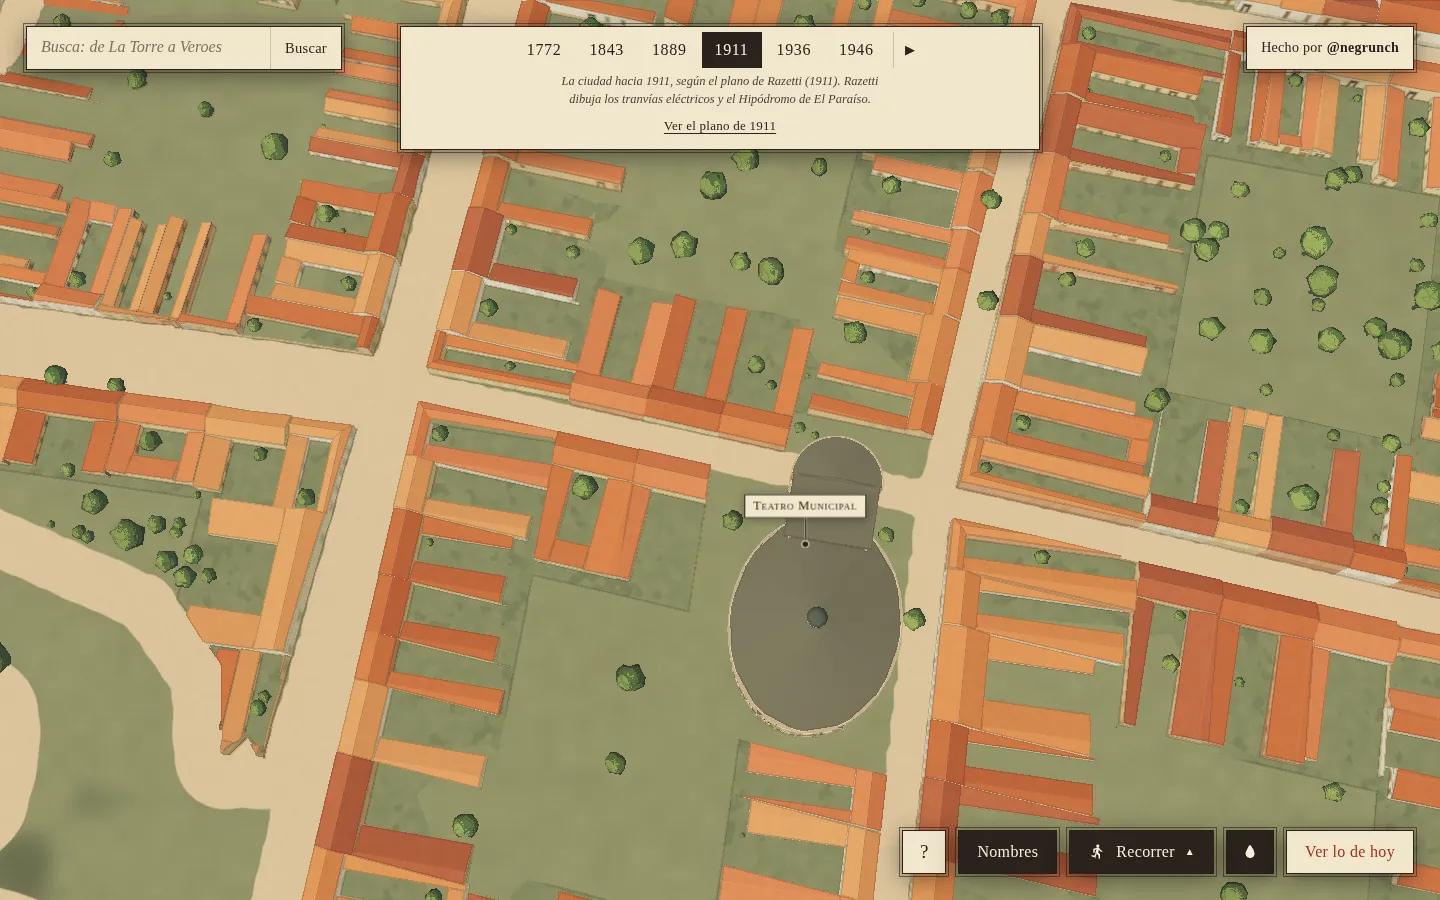 Busca: de La Torre a Veroes
Buscar
1772 1843 1889 1911 1936 1946 ▶
La ciudad hacia 1911, según el plano de Razetti (1911). Razetti
dibuja los tranvías eléctricos y el Hipódromo de El Paraíso.
Ver el plano de 1911
Hecho por @negrunch
Teatro Municipal
?
Nombres
Recorrer ▲
Ver lo de hoy